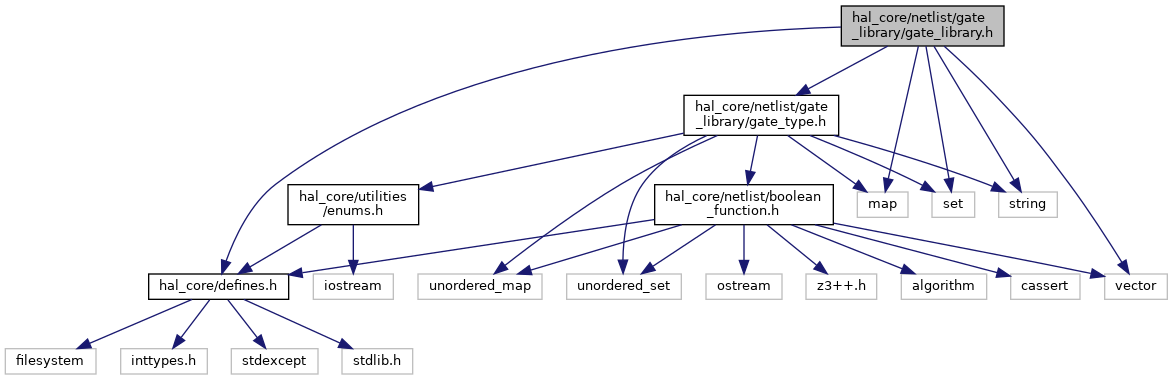 hal_core/netlist/gate
_library/gate_library.h
hal_core/netlist/gate
_library/gate_type.h
hal_core/utilities
/enums.h
hal_core/netlist/boolean
_function.h
map
set
string
hal_core/defines.h
iostream
unordered_map
unordered_set
ostream
z3++.h
algorithm
cassert
vector
filesystem
inttypes.h
stdexcept
stdlib.h